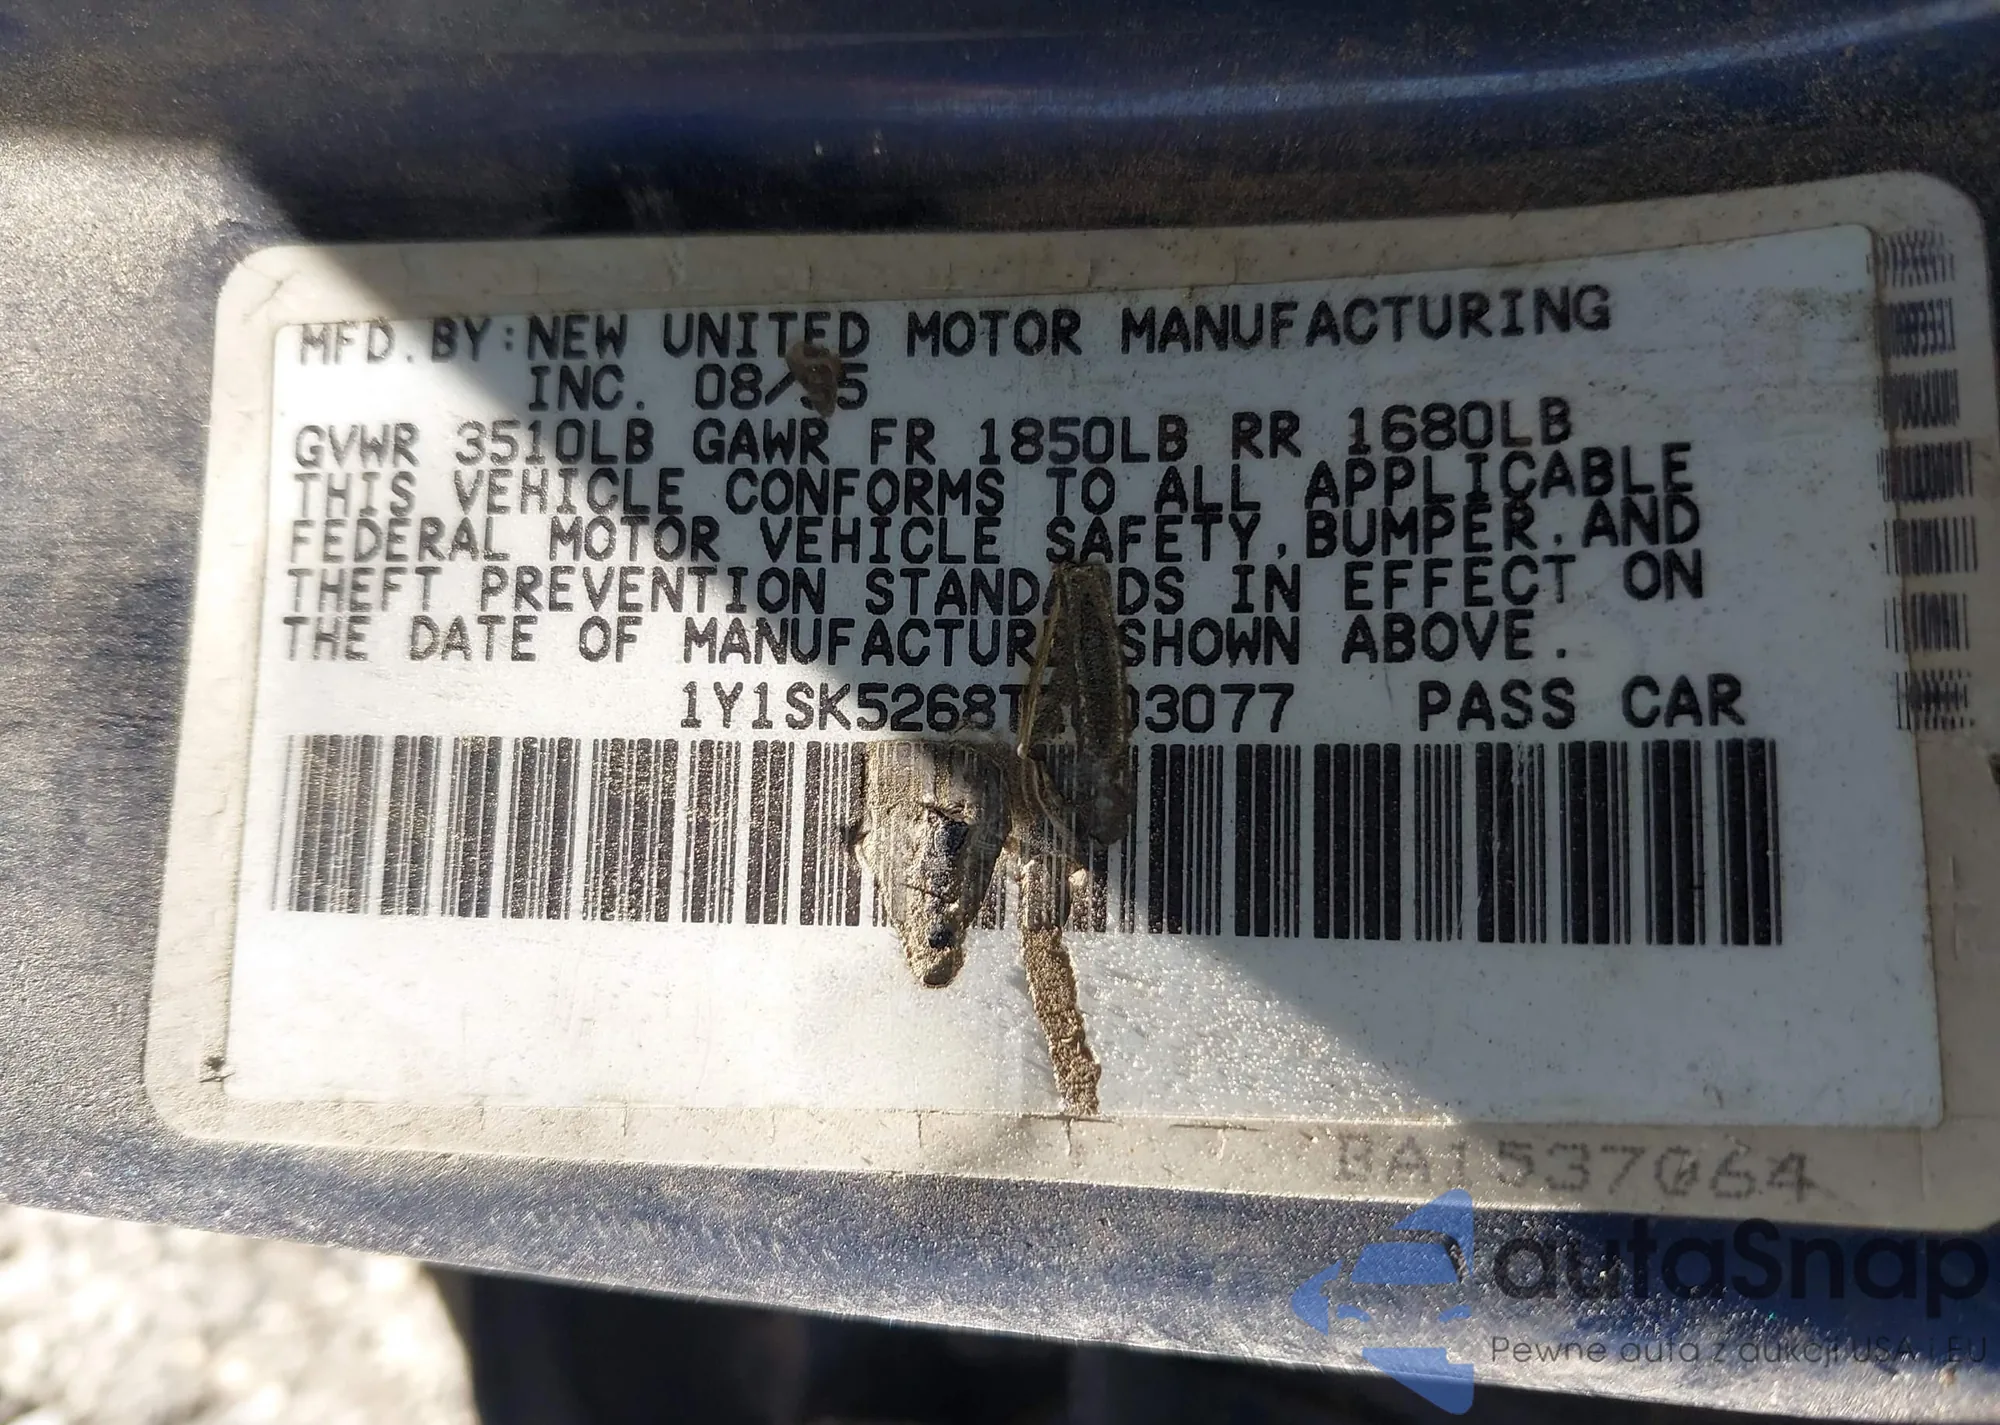 MFD.BY:NEW UNITED MOTOR MANUFACTURING
INC. 08/95
GVWR 3510LB GAWR FR 1850LB RR 1680LB
THIS VEHICLE CONFORMS TO ALL APPLICABLE
FEDERAL MOTOR VEHICLE SAFETY,BUMPER,AND
THEFT PREVENTION STANDARDS IN EFFECT ON
THE DATE OF MANUFACTURE SHOWN ABOVE.
PASS CAR
BA1537064
autaSnap
Pewne auta z aukcji USA i EU